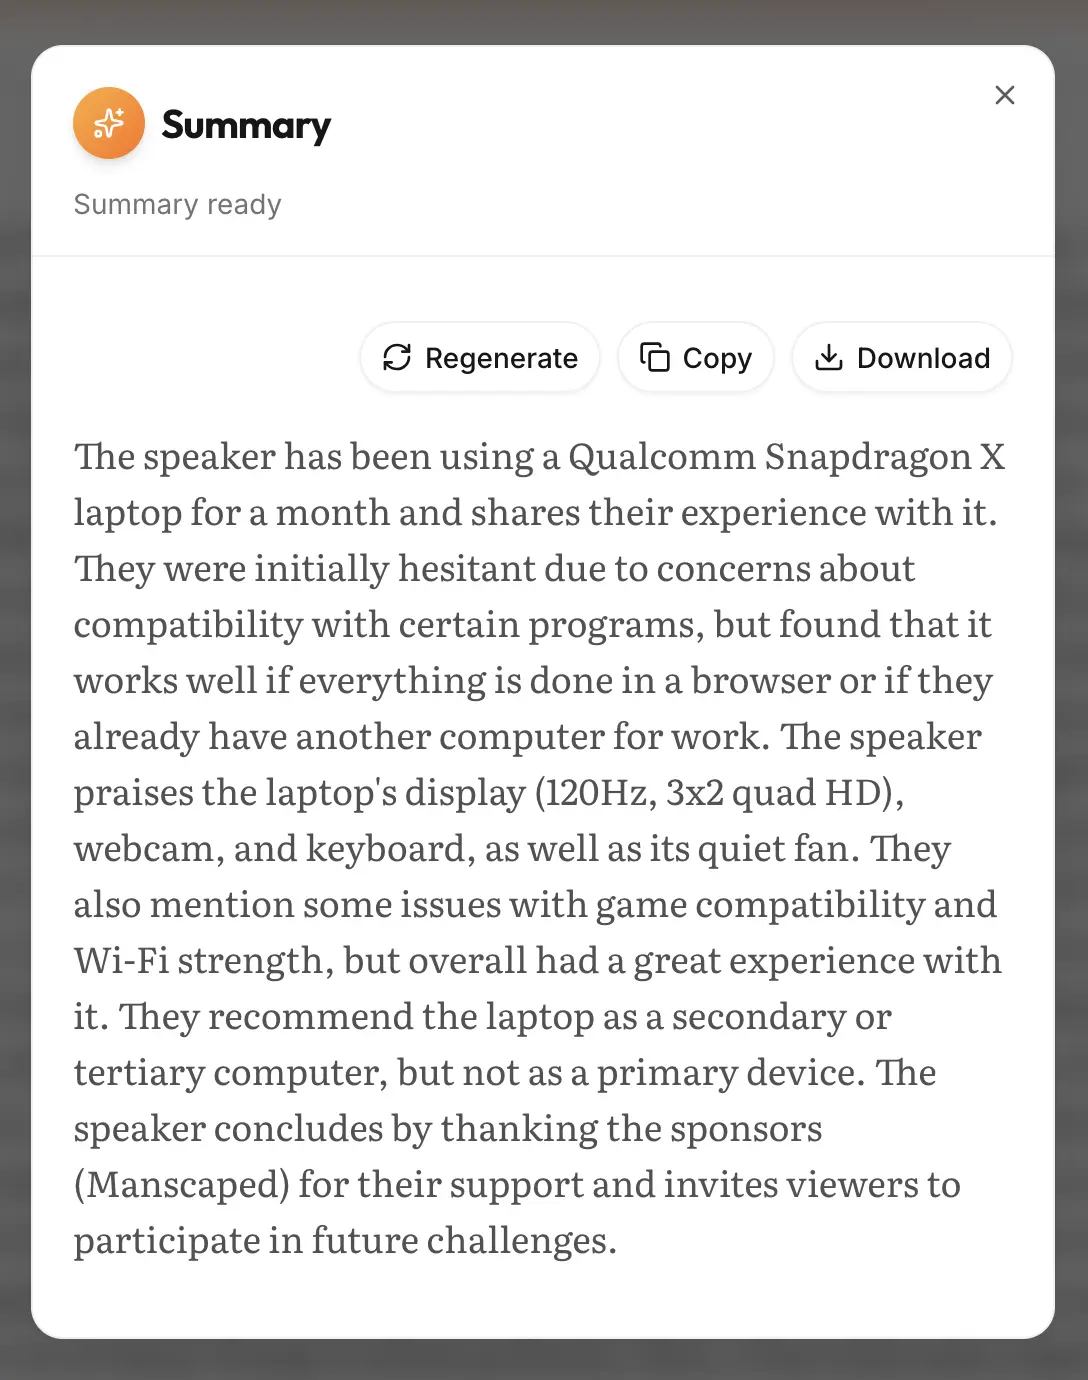 Summary
Summary ready
Regenerate
Copy
Download
The speaker has been using a Qualcomm Snapdragon X
laptop for a month and shares their experience with it.
They were initially hesitant due to concerns about
compatibility with certain programs, but found that it
works well if everything is done in a browser or if they
already have another computer for work. The speaker
praises the laptop's display (120Hz, 3x2 quad HD),
webcam, and keyboard, as well as its quiet fan. They
also mention some issues with game compatibility and
Wi-Fi strength, but overall had a great experience with
it. They recommend the laptop as a secondary or
tertiary computer, but not as a primary device. The
speaker concludes by thanking the sponsors
(Manscaped) for their support and invites viewers to
participate in future challenges.